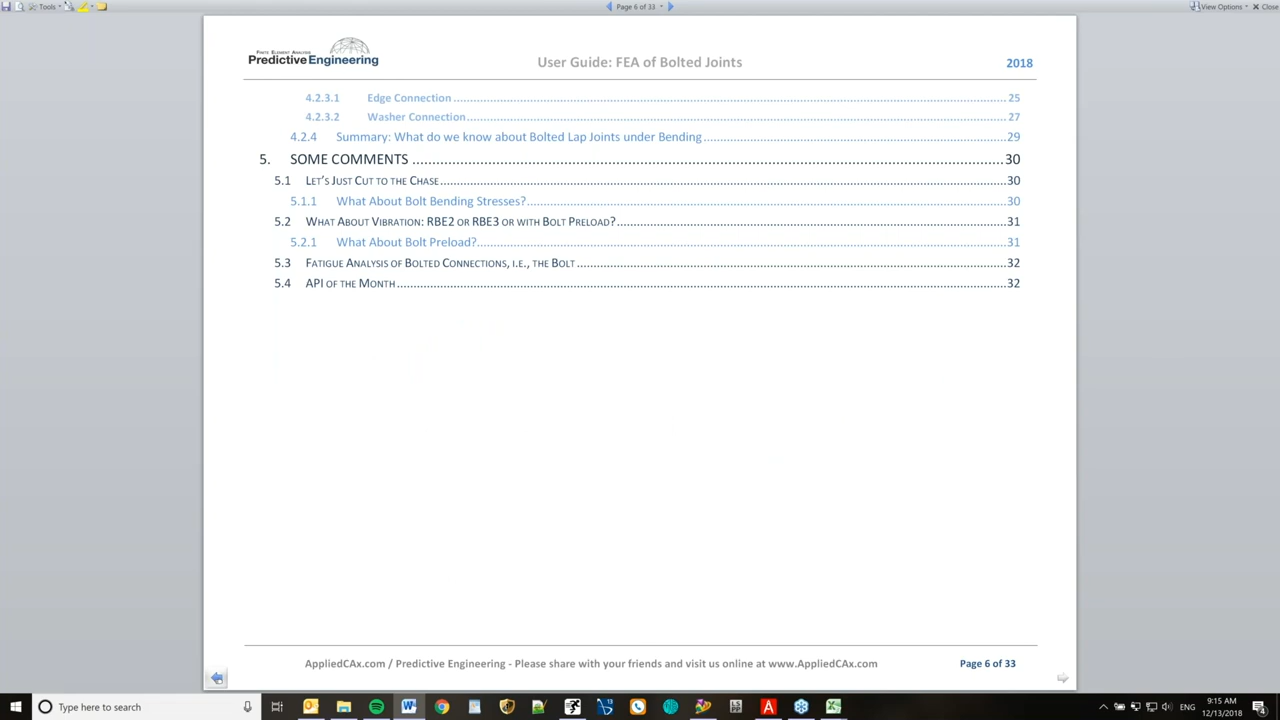 Tools
Page 6 of 33
View Options
Close
FINITE ELEMENT ANALYSIS
Predictive Engineering
User Guide: FEA of Bolted Joints
2018
4.2.3.1 Edge Connection 25
4.2.3.2 Washer Connection 27
4.2.4 Summary: What do we know about Bolted Lap Joints under Bending 29
5. SOME COMMENTS 30
5.1 LET'S JUST CUT TO THE CHASE 30
5.1.1 What About Bolt Bending Stresses? 30
5.2 WHAT ABOUT VIBRATION: RBE2 OR RBE3 OR WITH BOLT PRELOAD? 31
5.2.1 What About Bolt Preload? 31
5.3 FATIGUE ANALYSIS OF BOLTED CONNECTIONS, I.E., THE BOLT 32
5.4 API OF THE MONTH 32
AppliedCAx.com / Predictive Engineering - Please share with your friends and visit us online at www.AppliedCAx.com
Page 6 of 33
Type here to search
ENG
9:15 AM
12/13/2018